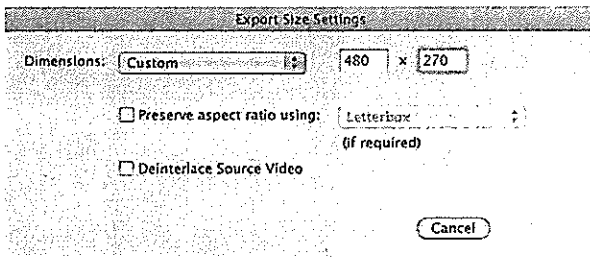 Export Size Settings
Dimensions: Custom 480 x 270
Preserve aspect ratio using: Letterbox
(if required)
Deinterlace Source Video
Cancel